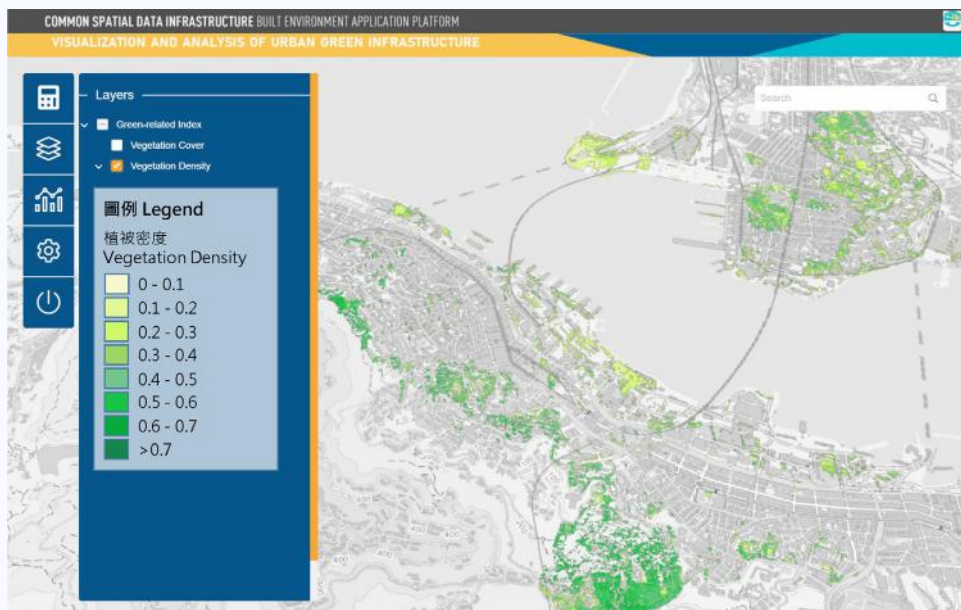 COMMON SPATIAL DATA INFRASTRUCTURE BUILT ENVIRONMENT APPLICATION PLATFORM
VISUALIZATION AND ANALYSIS OF URBAN GREEN INFRASTRUCTURE
Layers
Search
Green-related Index
Vegetation Cover
Vegetation Density
圖例 Legend
植被密度
Vegetation Density
0 - 0.1
0.1 - 0.2
0.2 - 0.3
0.3 - 0.4
0.4 - 0.5
0.5 - 0.6
0.6 - 0.7
>0.7
400
400
400